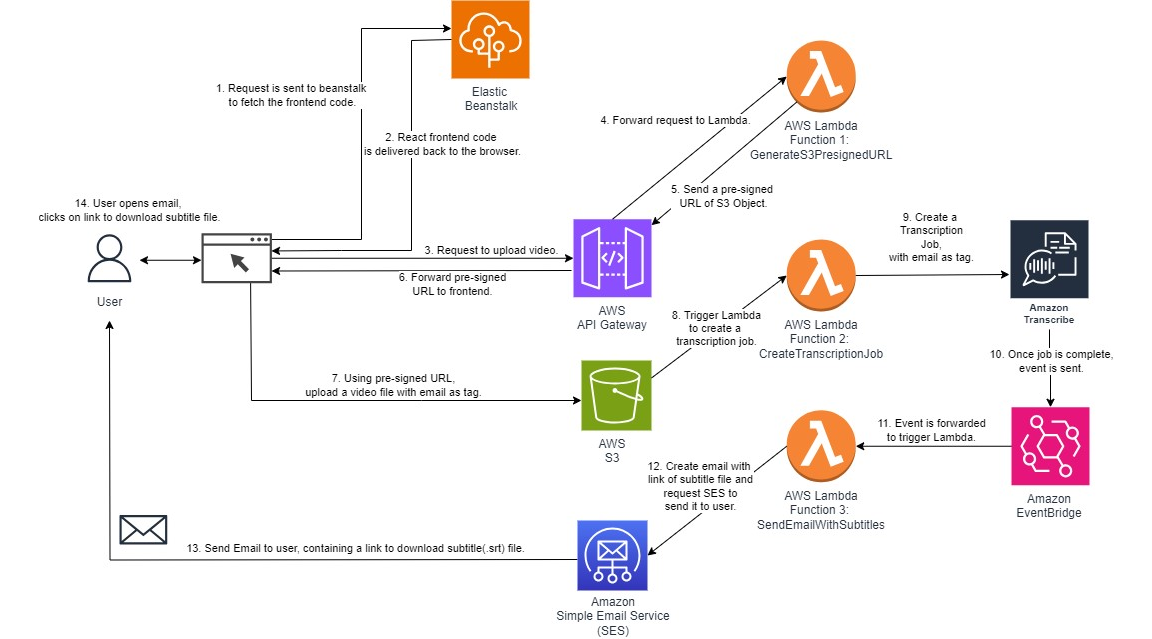 Elastic
Beanstalk
1. Request is sent to beanstalk
to fetch the frontend code.
2. React frontend code
is delivered back to the browser.
4. Forward request to Lambda.
AWS Lambda
Function 1:
GenerateS3PresignedURL
5. Send a pre-signed
URL of S3 Object.
14. User opens email,
clicks on link to download subtitle file.
User
3. Request to upload video.
6. Forward pre-signed
URL to frontend.
</>
AWS
API Gateway
9. Create a
Transcription
Job,
with email as tag.
Amazon
Transcribe
8. Trigger Lambda
to create a
transcription job.
AWS Lambda
Function 2:
CreateTranscriptionJob
10. Once job is complete,
event is sent.
7. Using pre-signed URL,
upload a video file with email as tag.
AWS
S3
11. Event is forwarded
to trigger Lambda.
Amazon
EventBridge
12. Create email with
link of subtitle file and
request SES to
send it to user.
AWS Lambda
Function 3:
SendEmailWithSubtitles
13. Send Email to user, containing a link to download subtitle(.srt) file.
Amazon
Simple Email Service
(SES)